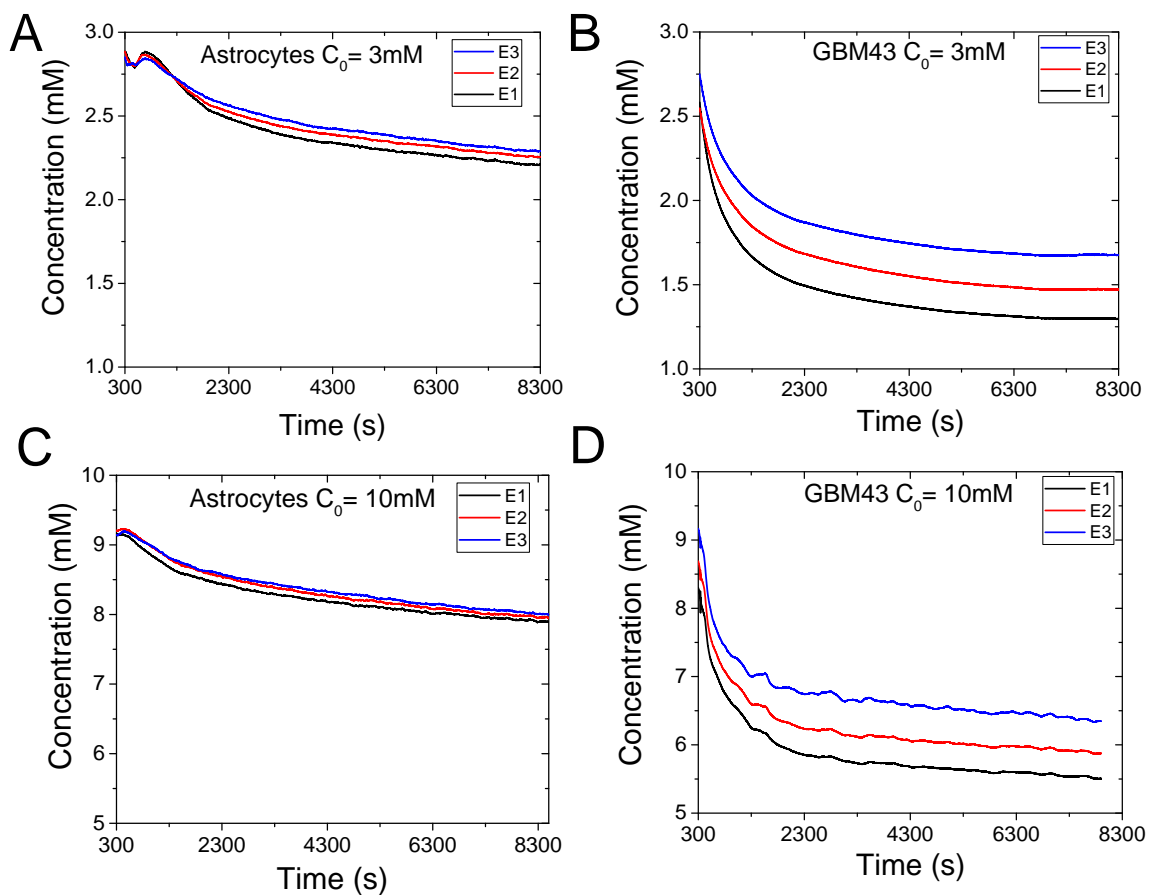 A
Astrocytes C₀= 3mM
E3
E2
E1
Concentration (mM)
3.0
2.5
2.0
1.5
1.0
300 2300 4300 6300 8300
Time (s)
B
GBM43 C₀= 3mM
E3
E2
E1
Concentration (mM)
3.0
2.5
2.0
1.5
1.0
300 2300 4300 6300 8300
Time (s)
C
Astrocytes C₀= 10mM
E1
E2
E3
Concentration (mM)
10
9
8
7
6
5
300 2300 4300 6300 8300
Time (s)
D
GBM43 C₀= 10mM
E1
E2
E3
Concentration (mM)
10
9
8
7
6
5
300 2300 4300 6300 8300
Time (s)